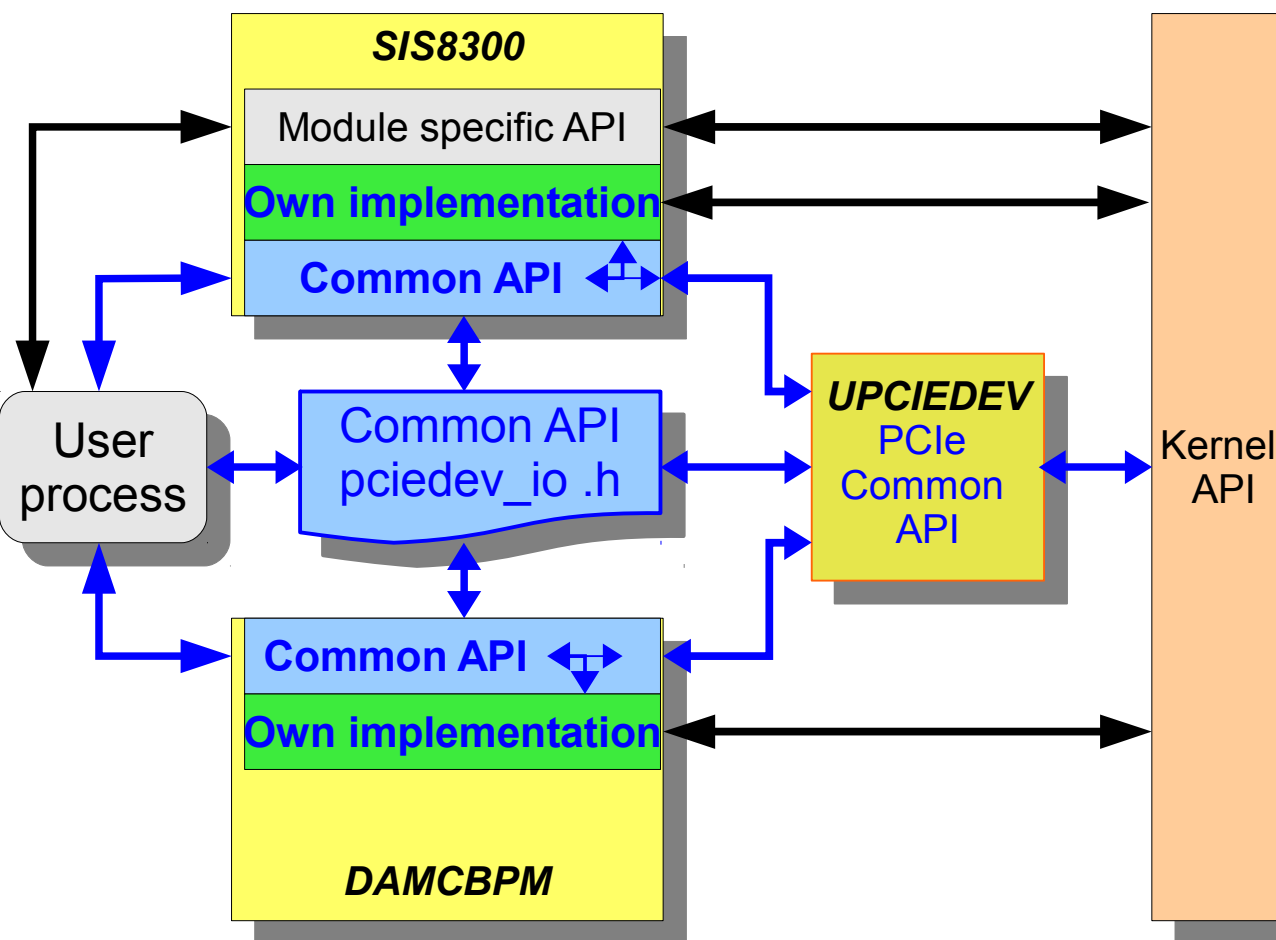 SIS8300
Module specific API
Own implementation
Common API
User
process
Common API
pciedev_io .h
UPCIEDEV
PCIe
Common
API
Kernel
API
Common API
Own implementation
DAMCBPM